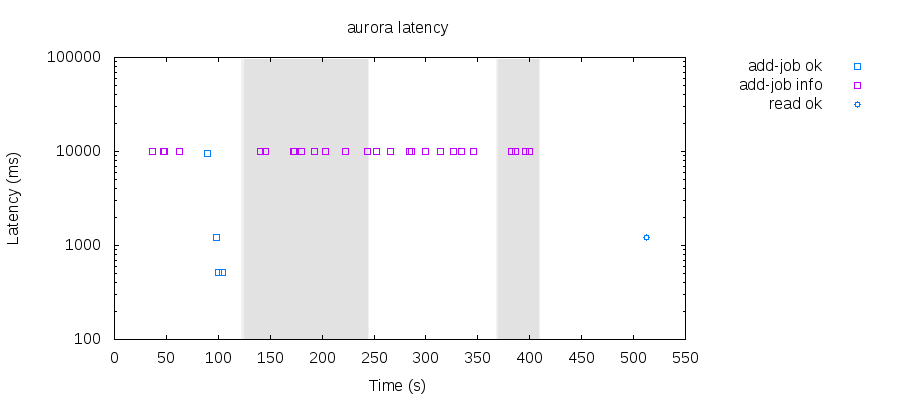 aurora latency
100000
10000
1000
100
Latency (ms)
0 50 100 150 200 250 300 350 400 450 500 550
Time (s)
add-job ok
add-job info
read ok